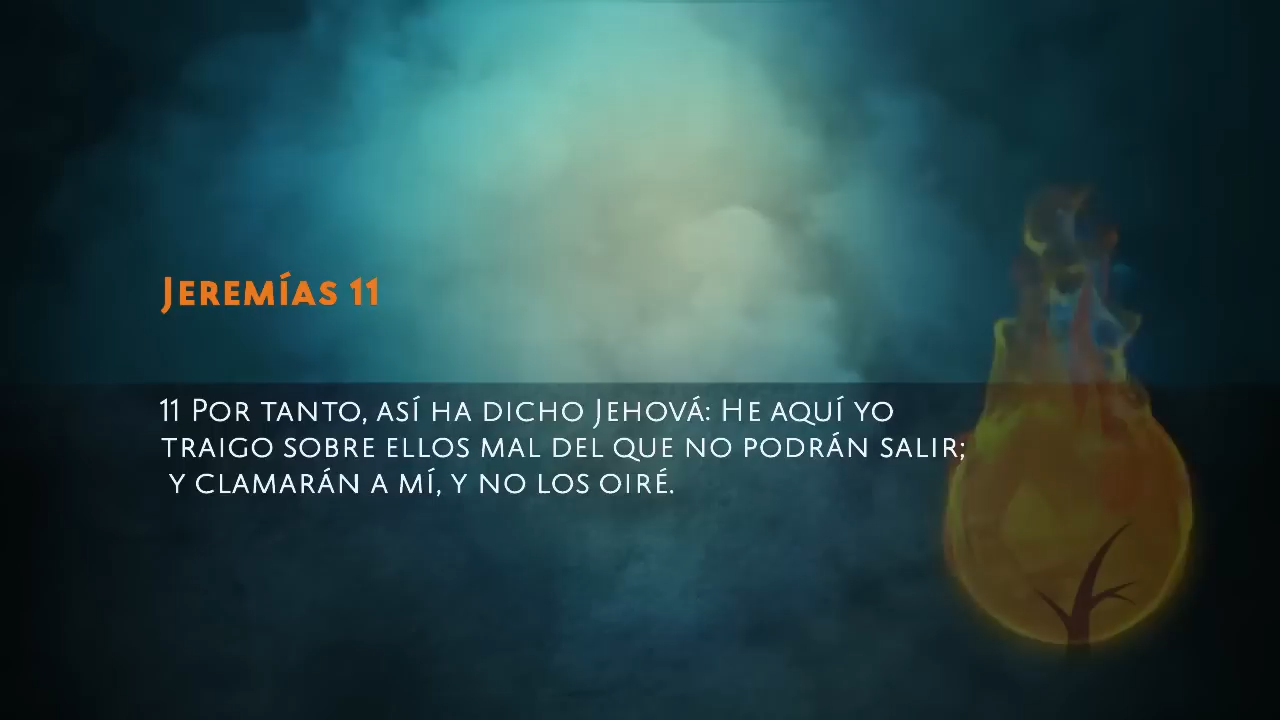 Jeremías 11
11 Por tanto, así ha dicho Jehová: He aquí yo
traigo sobre ellos mal del que no podrán salir;
y clamarán a mí, y no los oiré.